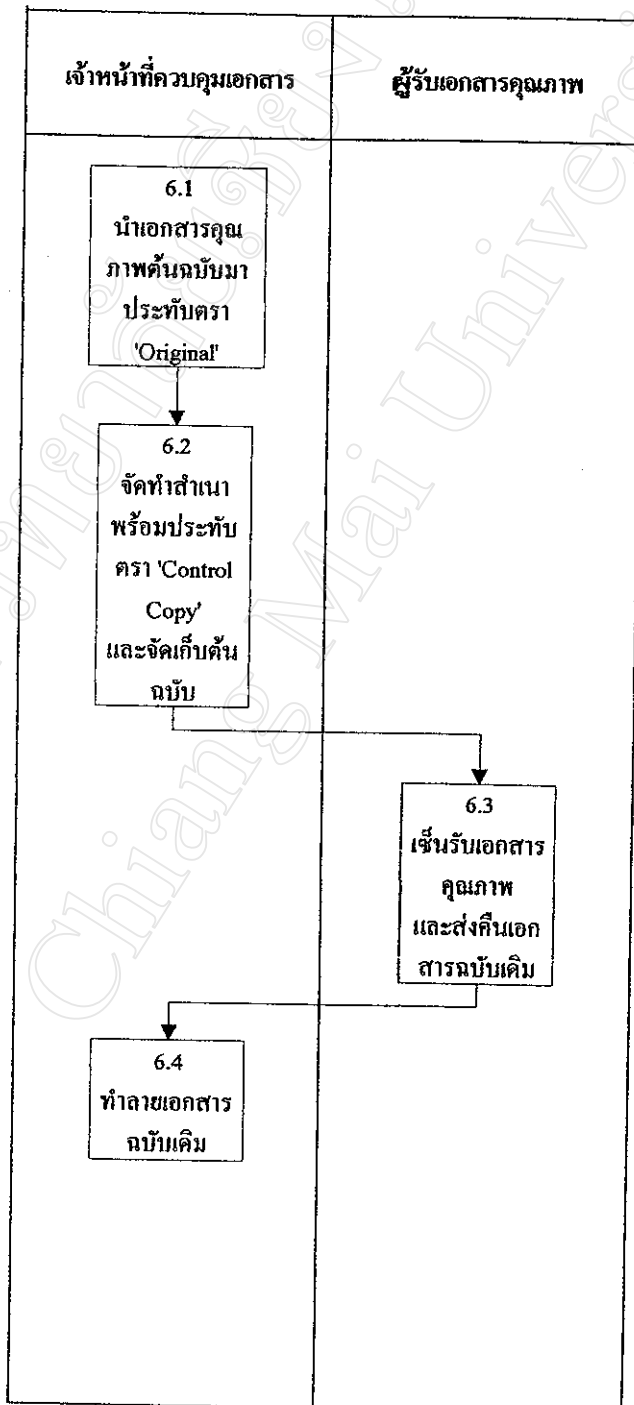 เจ้าหน้าที่ควบคุมเอกสาร
ผู้รับเอกสารคุณภาพ
6.1
นำเอกสารคุณ
ภาพต้นฉบับมา
ประทับตรา
'Original'
6.2
จัดทำสำเนา
พร้อมประทับ
ตรา 'Control
Copy'
และจัดเก็บต้น
ฉบับ
6.3
เซ็นรับเอกสาร
คุณภาพ
และส่งคืนเอก
สารฉบับเดิม
6.4
ทำลายเอกสาร
ฉบับเดิม
Chiang Mai Univers